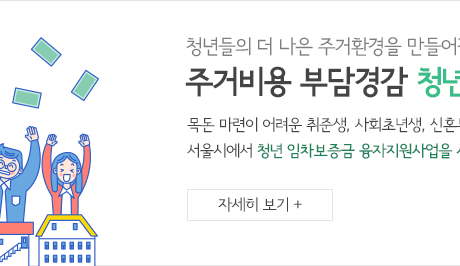 청년들의 더 나은 주거환경을 만들어
주거비용 부담경감 청년
목돈 마련이 어려운 취준생, 사회초년생, 신혼
서울시에서 청년 임차보증금 융자지원사업을
자세히 보기 +